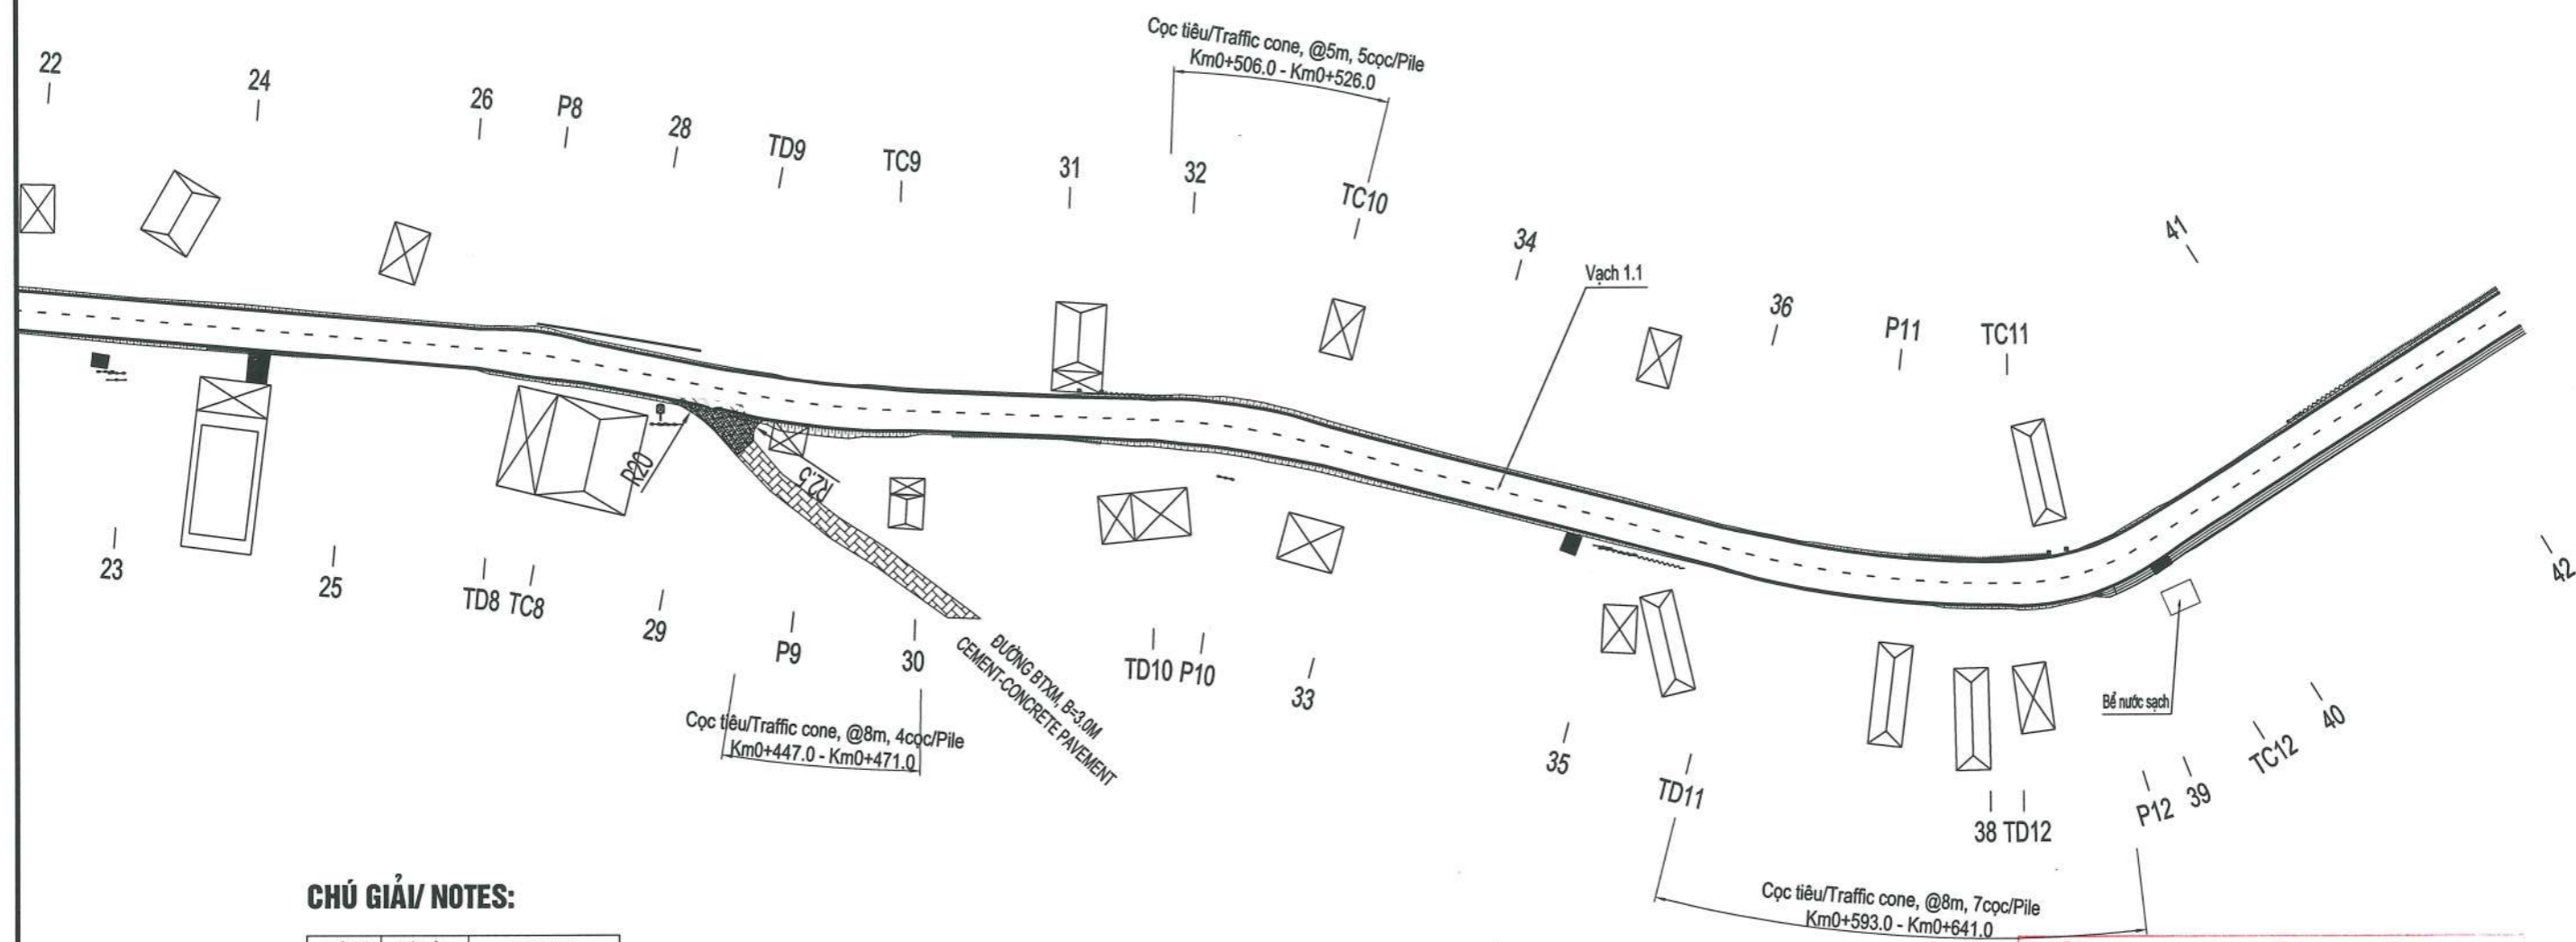 Cọc tiêu/Traffic cone, @5m, 5cọc/Pile
Km0+506.0 - Km0+526.0
22
24
26
P8
28
TD9
TC9
31
32
TC10
34
Vạch 1.1
36
P11
TC11
41
R20
R2.5
23
25
TD8
TC8
29
P9
30
ĐƯỜNG BTXM, B=3.0M
CEMENT-CONCRETE PAVEMENT
TD10
P10
33
35
TD11
38
TD12
P12
39
TC12
40
42
Bể nước sạch
Cọc tiêu/Traffic cone, @8m, 4cọc/Pile
Km0+447.0 - Km0+471.0
Cọc tiêu/Traffic cone, @8m, 7cọc/Pile
Km0+593.0 - Km0+641.0
CHÚ GIẢI/ NOTES: